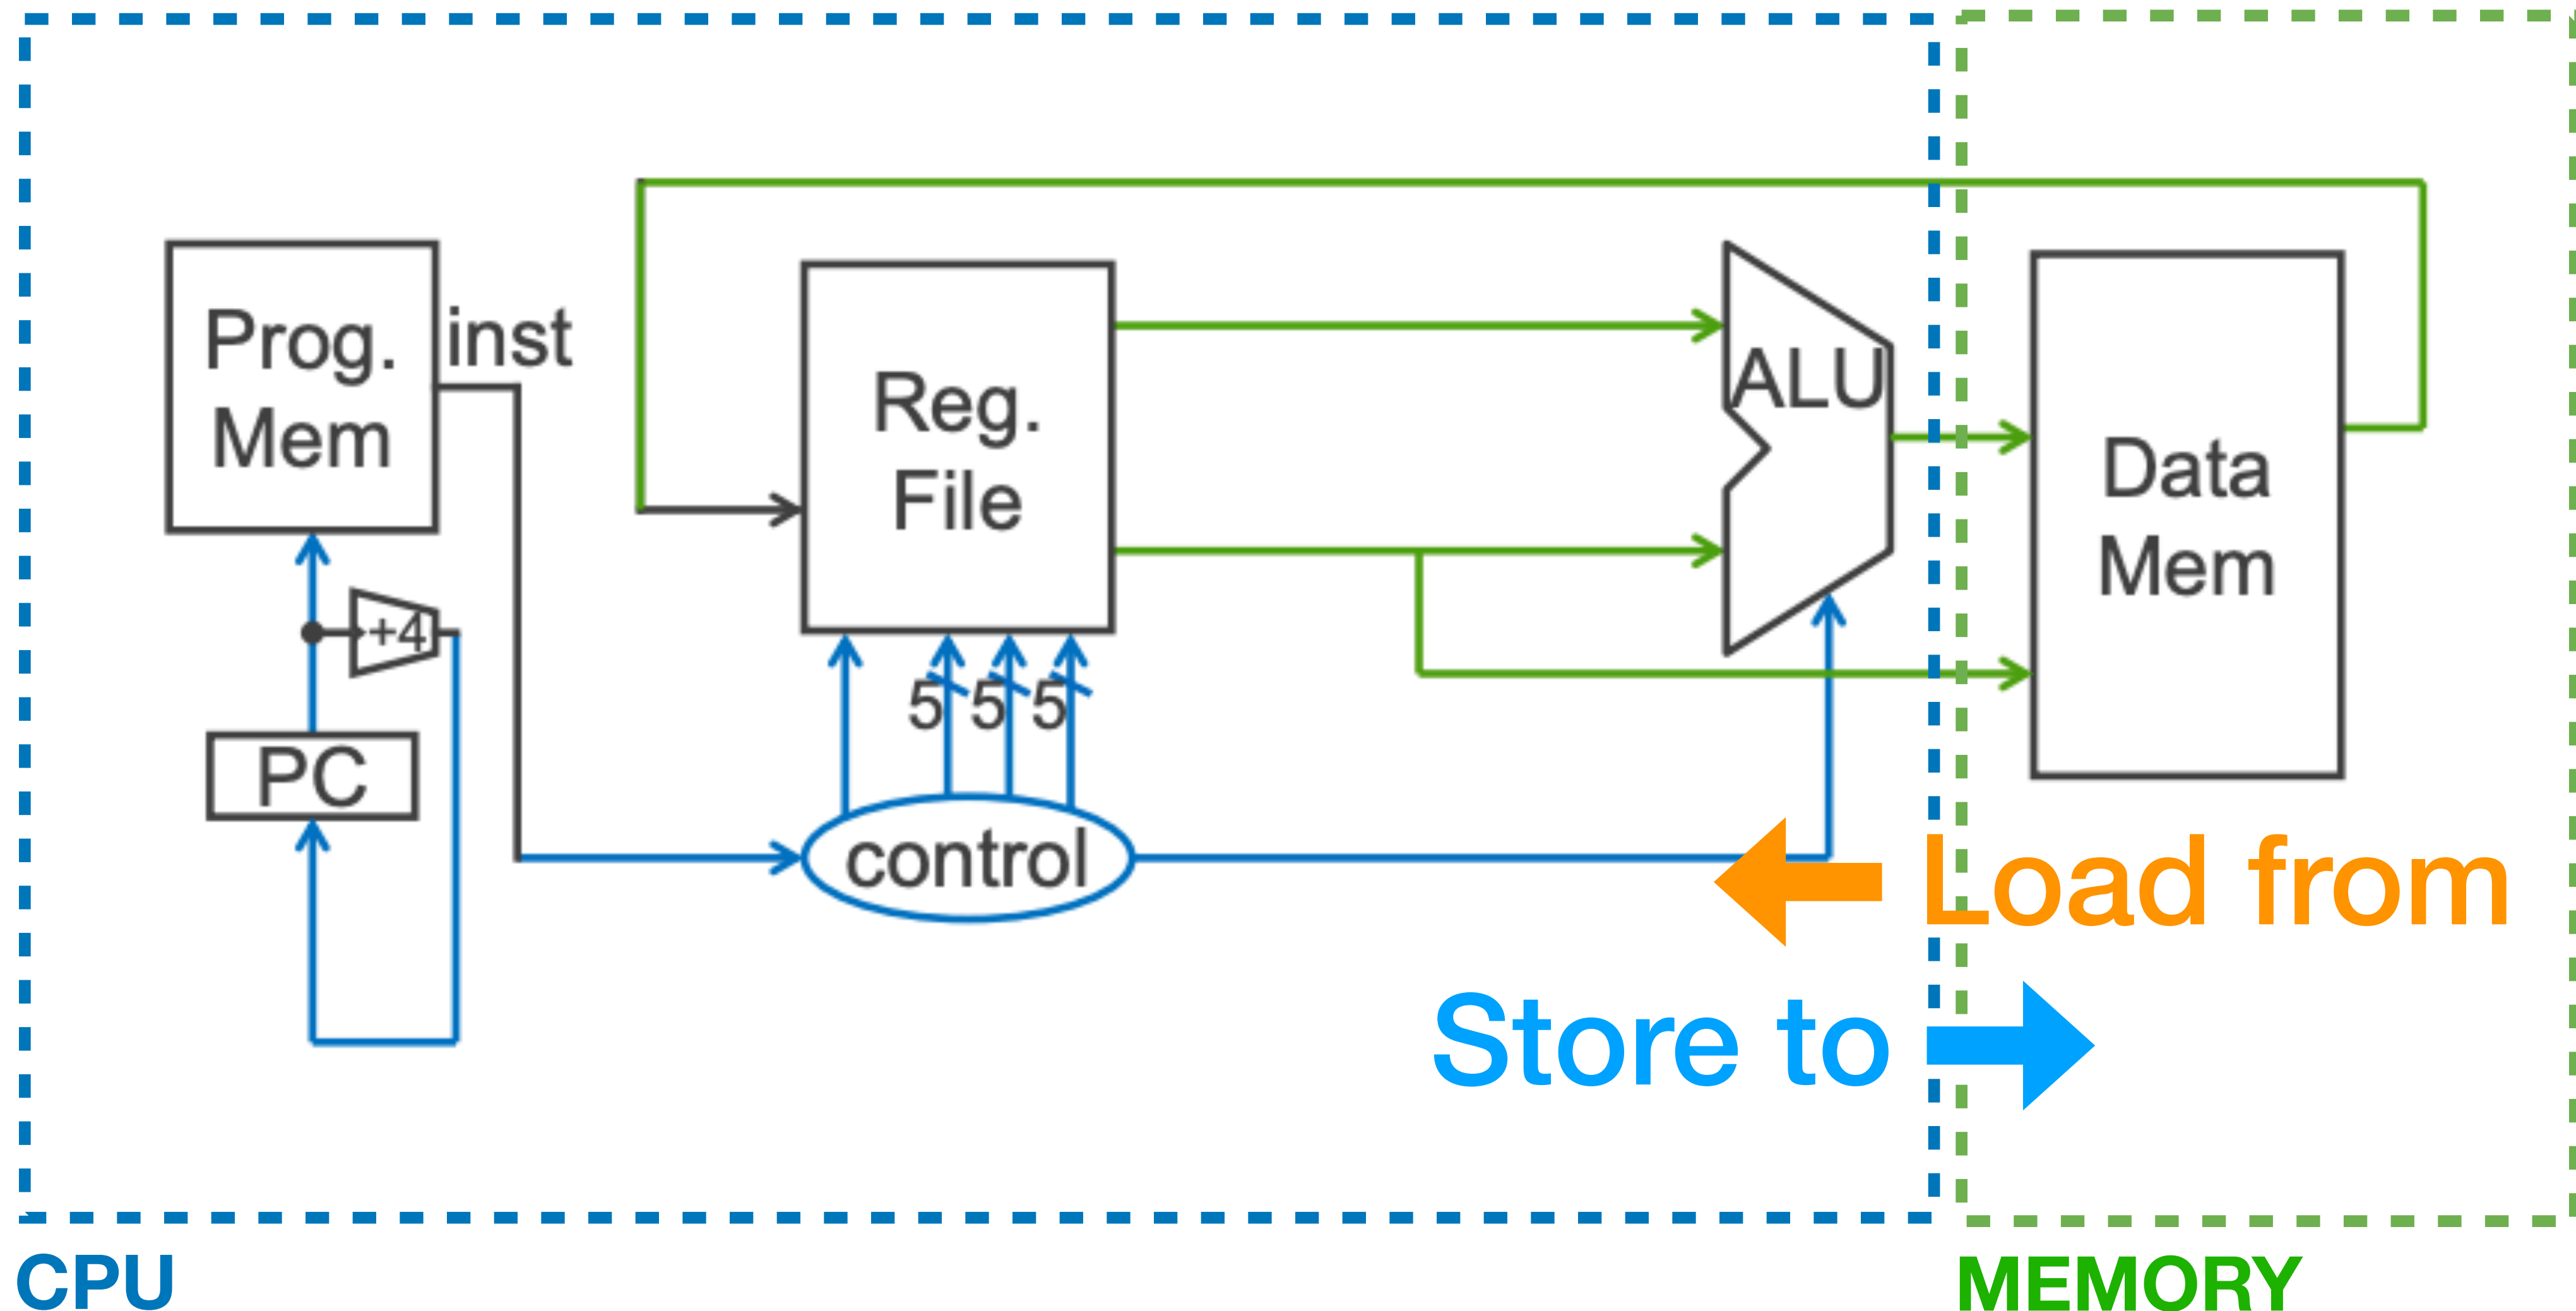 Prog.
Mem
inst
Reg.
File
ALU
Data
Mem
+4
5 5 5
PC
control
Load from
Store to
CPU
MEMORY